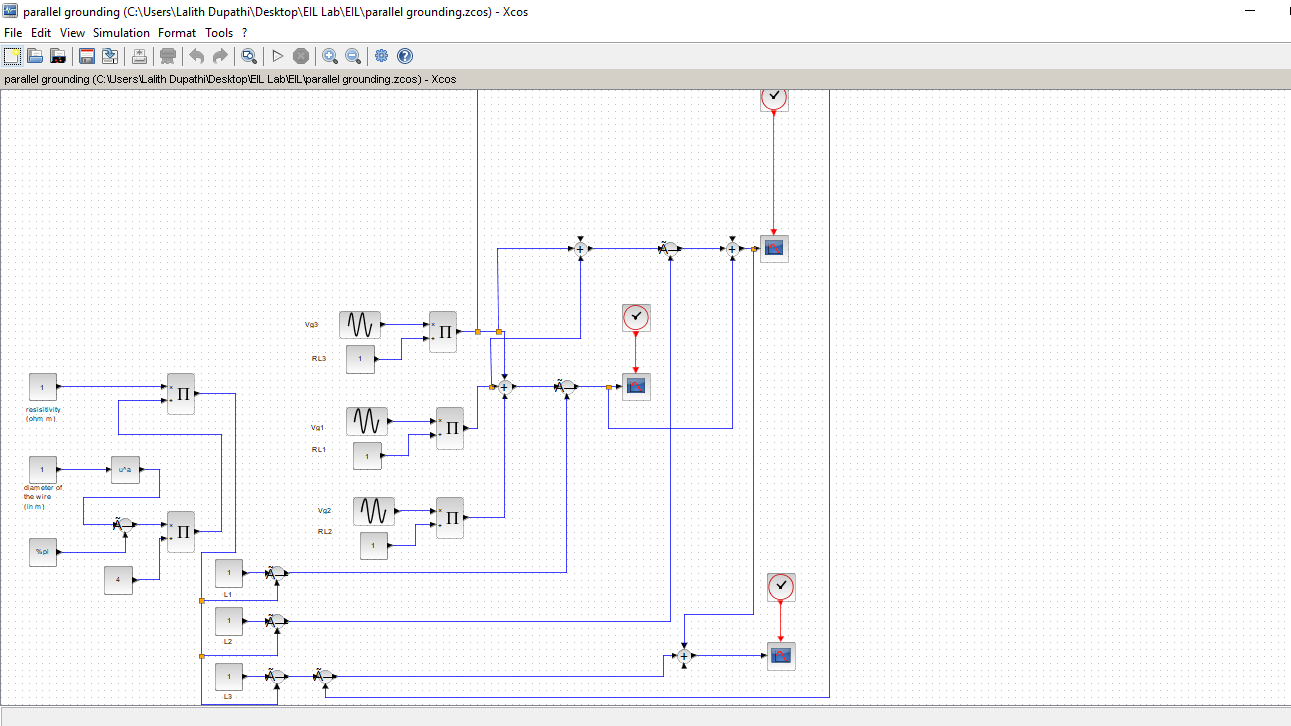 parallel grounding (C:\Users\Lalith Dupathi\Desktop\EIL Lab\EIL\parallel grounding.zcos) - Xcos
File Edit View Simulation Format Tools ?
parallel grounding (C:\Users\Lalith Dupathi\Desktop\EIL Lab\EIL\parallel grounding.zcos) - Xcos
Vg3
Π
RL3
1
1
Π
resisitivity
(ohm m)
Vg1
Π
RL1
1
1
u^a
diameter of
the wire
(in m)
Vg2
Π
RL2
1
Π
%pi
4
1
L1
1
L2
1
L3